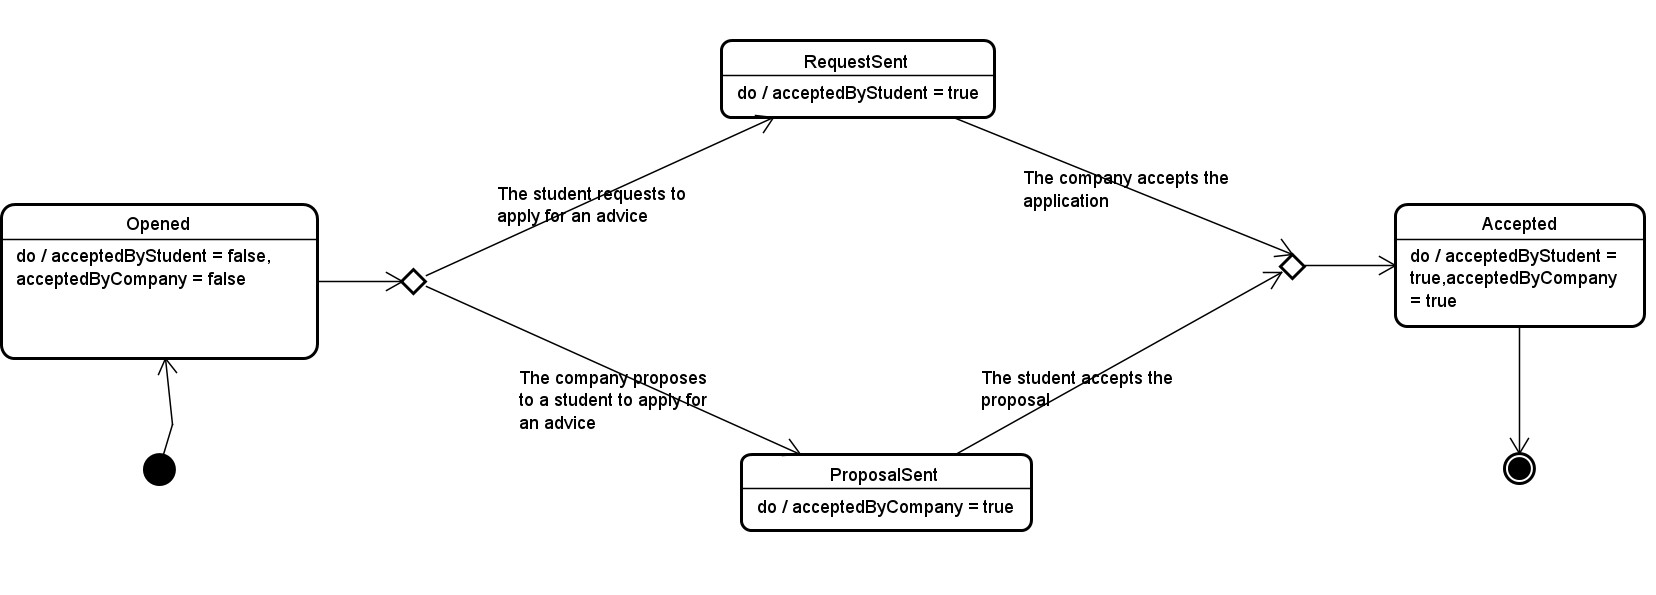 RequestSent
do / acceptedByStudent = true
The student requests to
apply for an advice
The company accepts the
application
Opened
do / acceptedByStudent = false,
acceptedByCompany = false
Accepted
do / acceptedByStudent =
true,acceptedByCompany
= true
The company proposes
to a student to apply for
an advice
The student accepts the
proposal
ProposalSent
do / acceptedByCompany = true